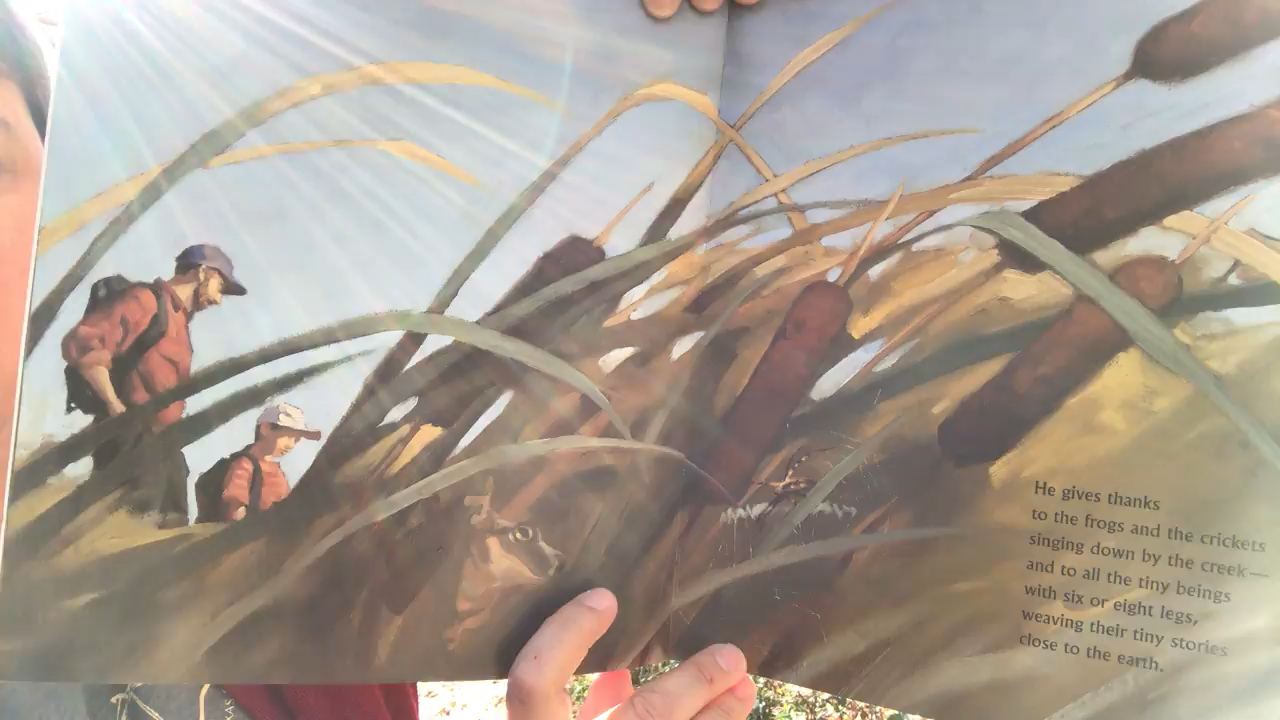 He gives thanks
to the frogs and the crickets
singing down by the creek—
and to all the tiny beings
with six or eight legs,
weaving their tiny stories
close to the earth.